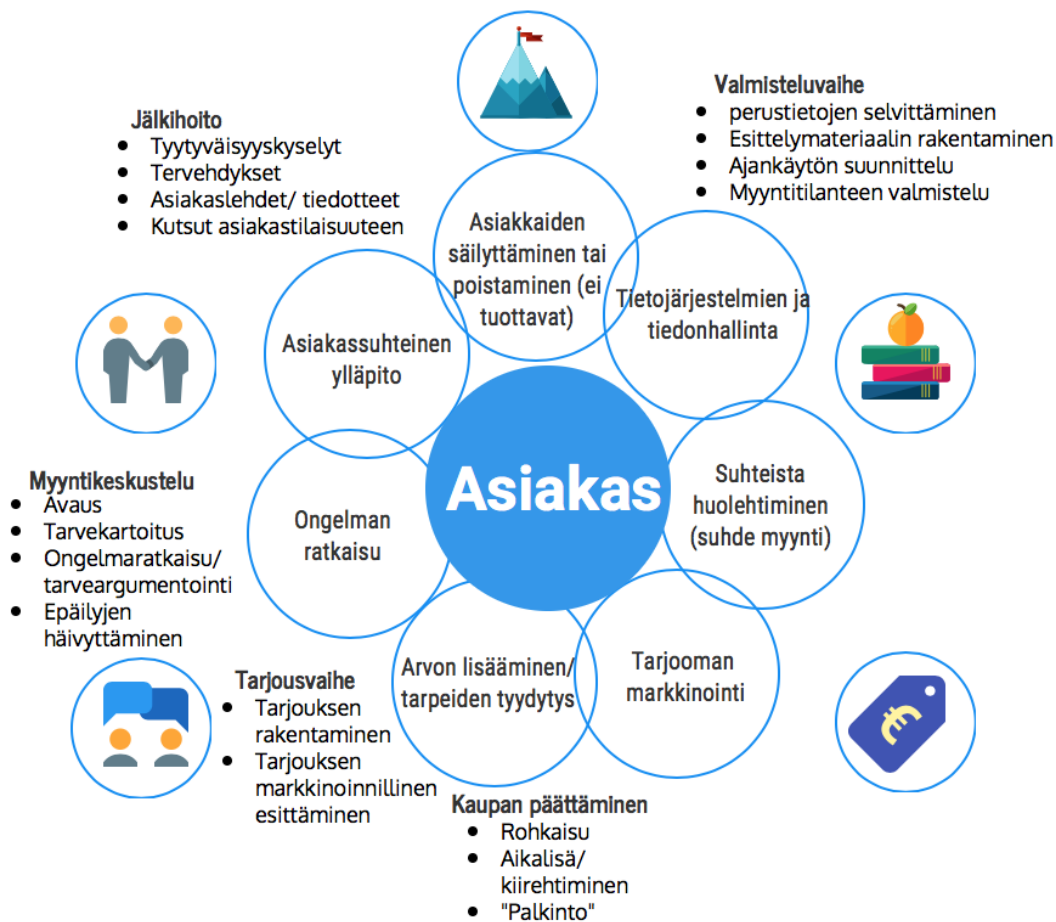 Valmisteluvaihe
• perustietojen selvittäminen
• Esittelymateriaalin rakentaminen
• Ajankäytön suunnittelu
• Myyntitilanteen valmistelu
Jälkihoito
• Tyytyväisyyskyselyt
• Tervehdykset
• Asiakaslehdet/ tiedotteet
• Kutsut asiakastilaisuuteen
Asiakkaiden
säilyttäminen tai
poistaminen (ei
tuottavat)
Tietojärjestelmien ja
tiedonhallinta
Asiakassuhteinen
ylläpito
Asiakas
Suhteista
huolehtiminen
(suhde myynti)
Ongelman
ratkaisu
Myyntikeskustelu
• Avaus
• Tarvekartoitus
• Ongelmaratkaisu/
tarveargumentointi
• Epäilyjen
häivyttäminen
Arvon lisääminen/
tarpeiden tyydytys
Tarjooman
markkinointi
Tarjousvaihe
• Tarjouksen
rakentaminen
• Tarjouksen
markkinoinnillinen
esittäminen
€
Kaupan päättäminen
• Rohkaisu
• Aikalisä/
kiirehtiminen
• "Palkinto"